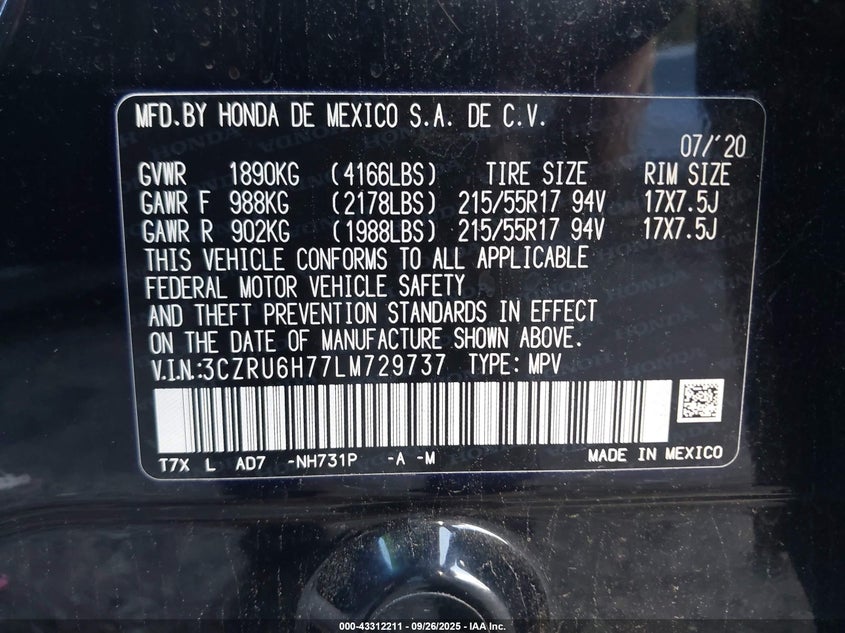 MFD.BY HONDA DE MEXICO S.A. DE C.V.
07/'20
GVWR 1890KG (4166LBS) TIRE SIZE RIM SIZE
GAWR F 988KG (2178LBS) 215/55R17 94V 17X7.5J
GAWR R 902KG (1988LBS) 215/55R17 94V 17X7.5J
THIS VEHICLE CONFORMS TO ALL APPLICABLE
FEDERAL MOTOR VEHICLE SAFETY
AND THEFT PREVENTION STANDARDS IN EFFECT
ON THE DATE OF MANUFACTURE SHOWN ABOVE.
V.I.N.:3CZRU6H77LM729737 TYPE: MPV
T7X L AD7 -NH731P -A -M MADE IN MEXICO
000-43312211 - 09/26/2025 - IAA Inc.